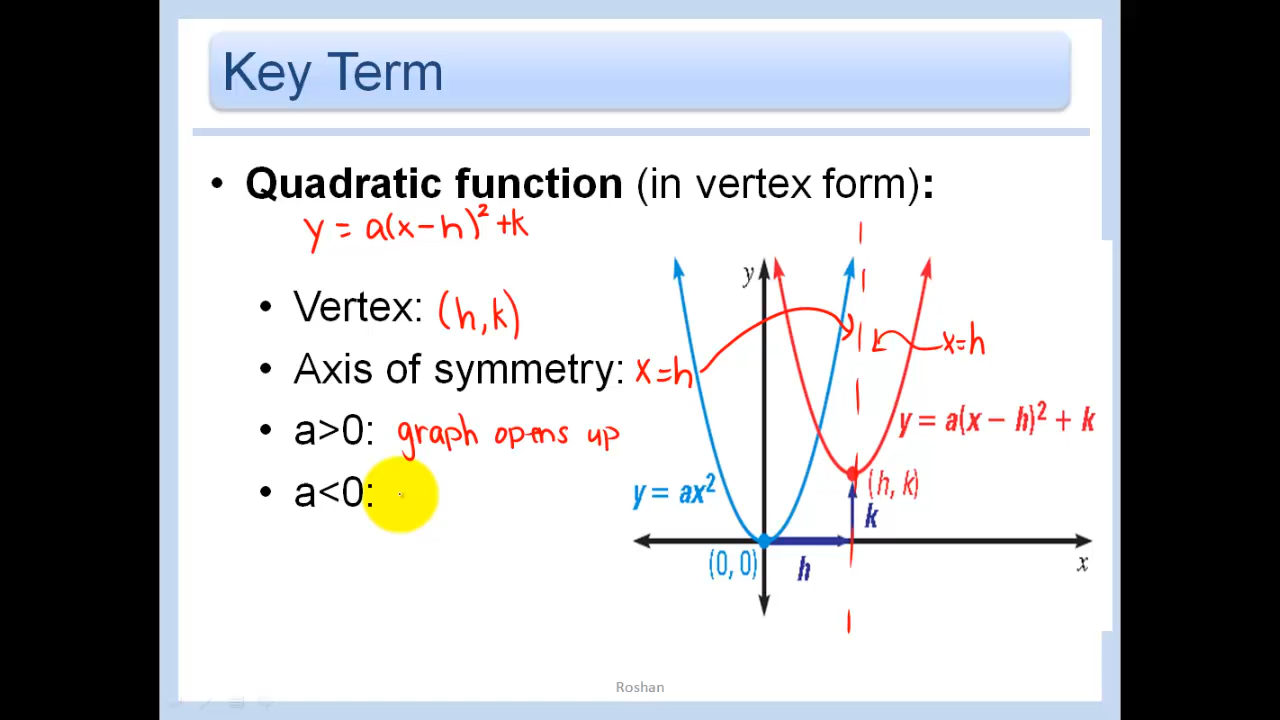 Key Term
• Quadratic function (in vertex form):
y = a(x-h)² + k
• Vertex: (h,k)
• Axis of symmetry: x=h
• a>0: graph opens up
• a<0:
y
x=h
y = a(x − h)² + k
(h, k)
y = ax²
k
(0, 0)
h
x
Roshan